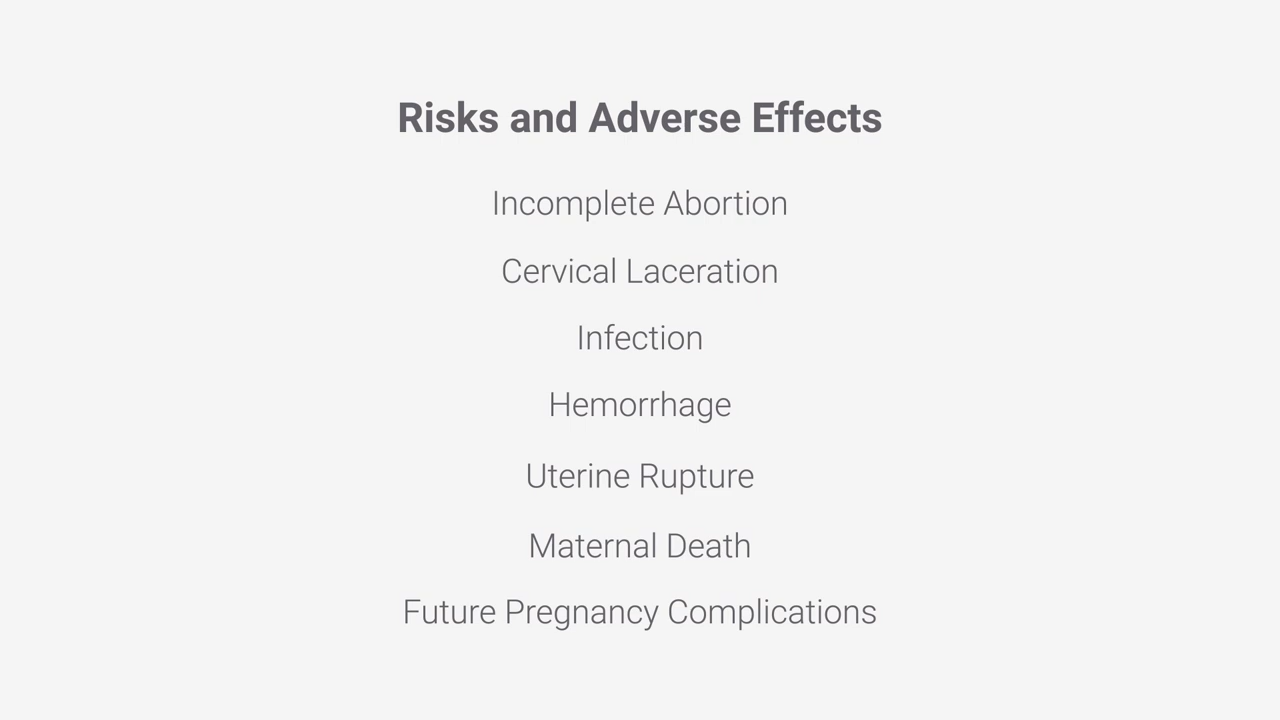 Risks and Adverse Effects
Incomplete Abortion
Cervical Laceration
Infection
Hemorrhage
Uterine Rupture
Maternal Death
Future Pregnancy Complications